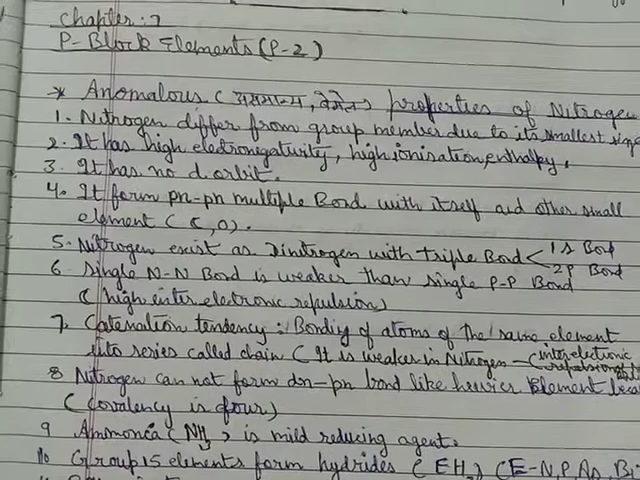 Chapter: 7
P-Block Elements (P-2)
* Anomalous (असमान्य, बेमेल) properties of Nitrogen
1. Nitrogen differ from group member due to its smallest size
2. It has high electronegatuvity, high ionisation, enthalpy,
3. It has no d orbit.
4. It form pπ-pπ multiple Bond with itself and other small
element (C, O).
5. Nitrogen exist as Dinitrogen with triple Bond < 1 s Bond
2 p Bond
6. Single N-N Bond is weaker than single P-P Bond
(high inter electronic repulsion)
7. Catenation tendency: Bonding of atoms of the same element
into series called chain (It is weaker in Nitrogen - (interelectronic
repulsion
8 Nitrogen can not form dπ-pπ bond like heavier Element beca
(Covalency is four)
9 Ammonia (NH3) is mild reducing agent.
10 Group 15 elements form hydrides (EH3) (E-N, P, As, Bi